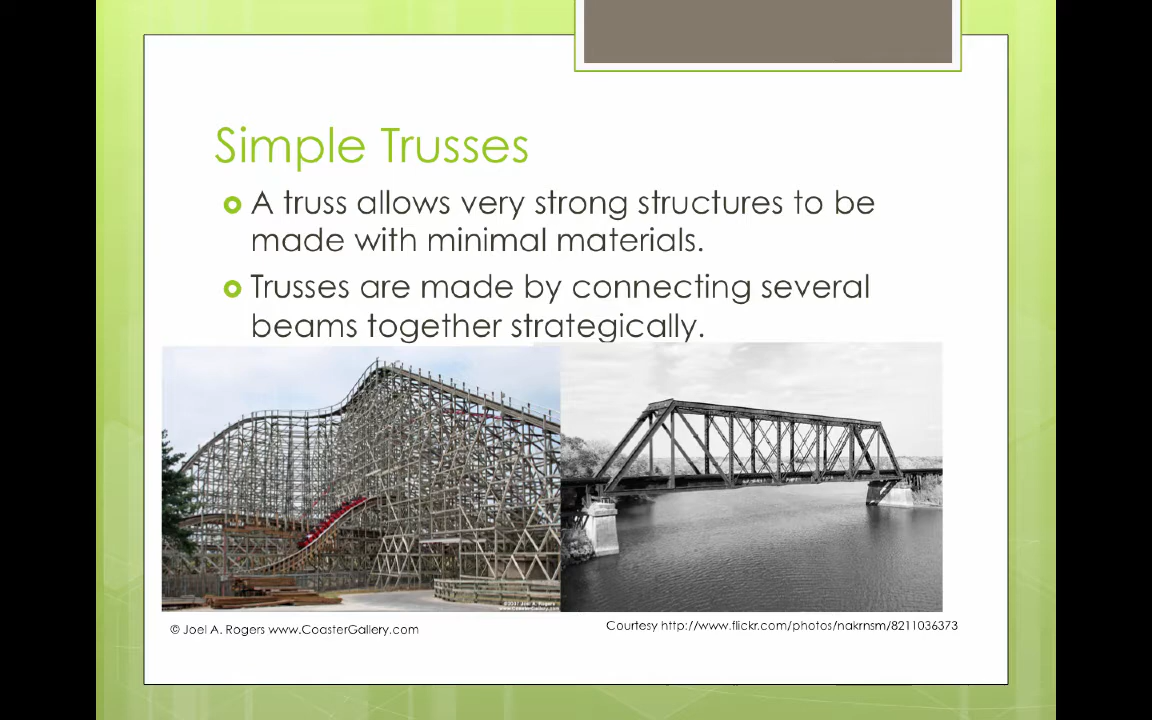 Simple Trusses
A truss allows very strong structures to be
made with minimal materials.
Trusses are made by connecting several
beams together strategically.
© Joel A. Rogers www.CoasterGallery.com
Courtesy http://www.flickr.com/photos/nakrnsm/8211036373